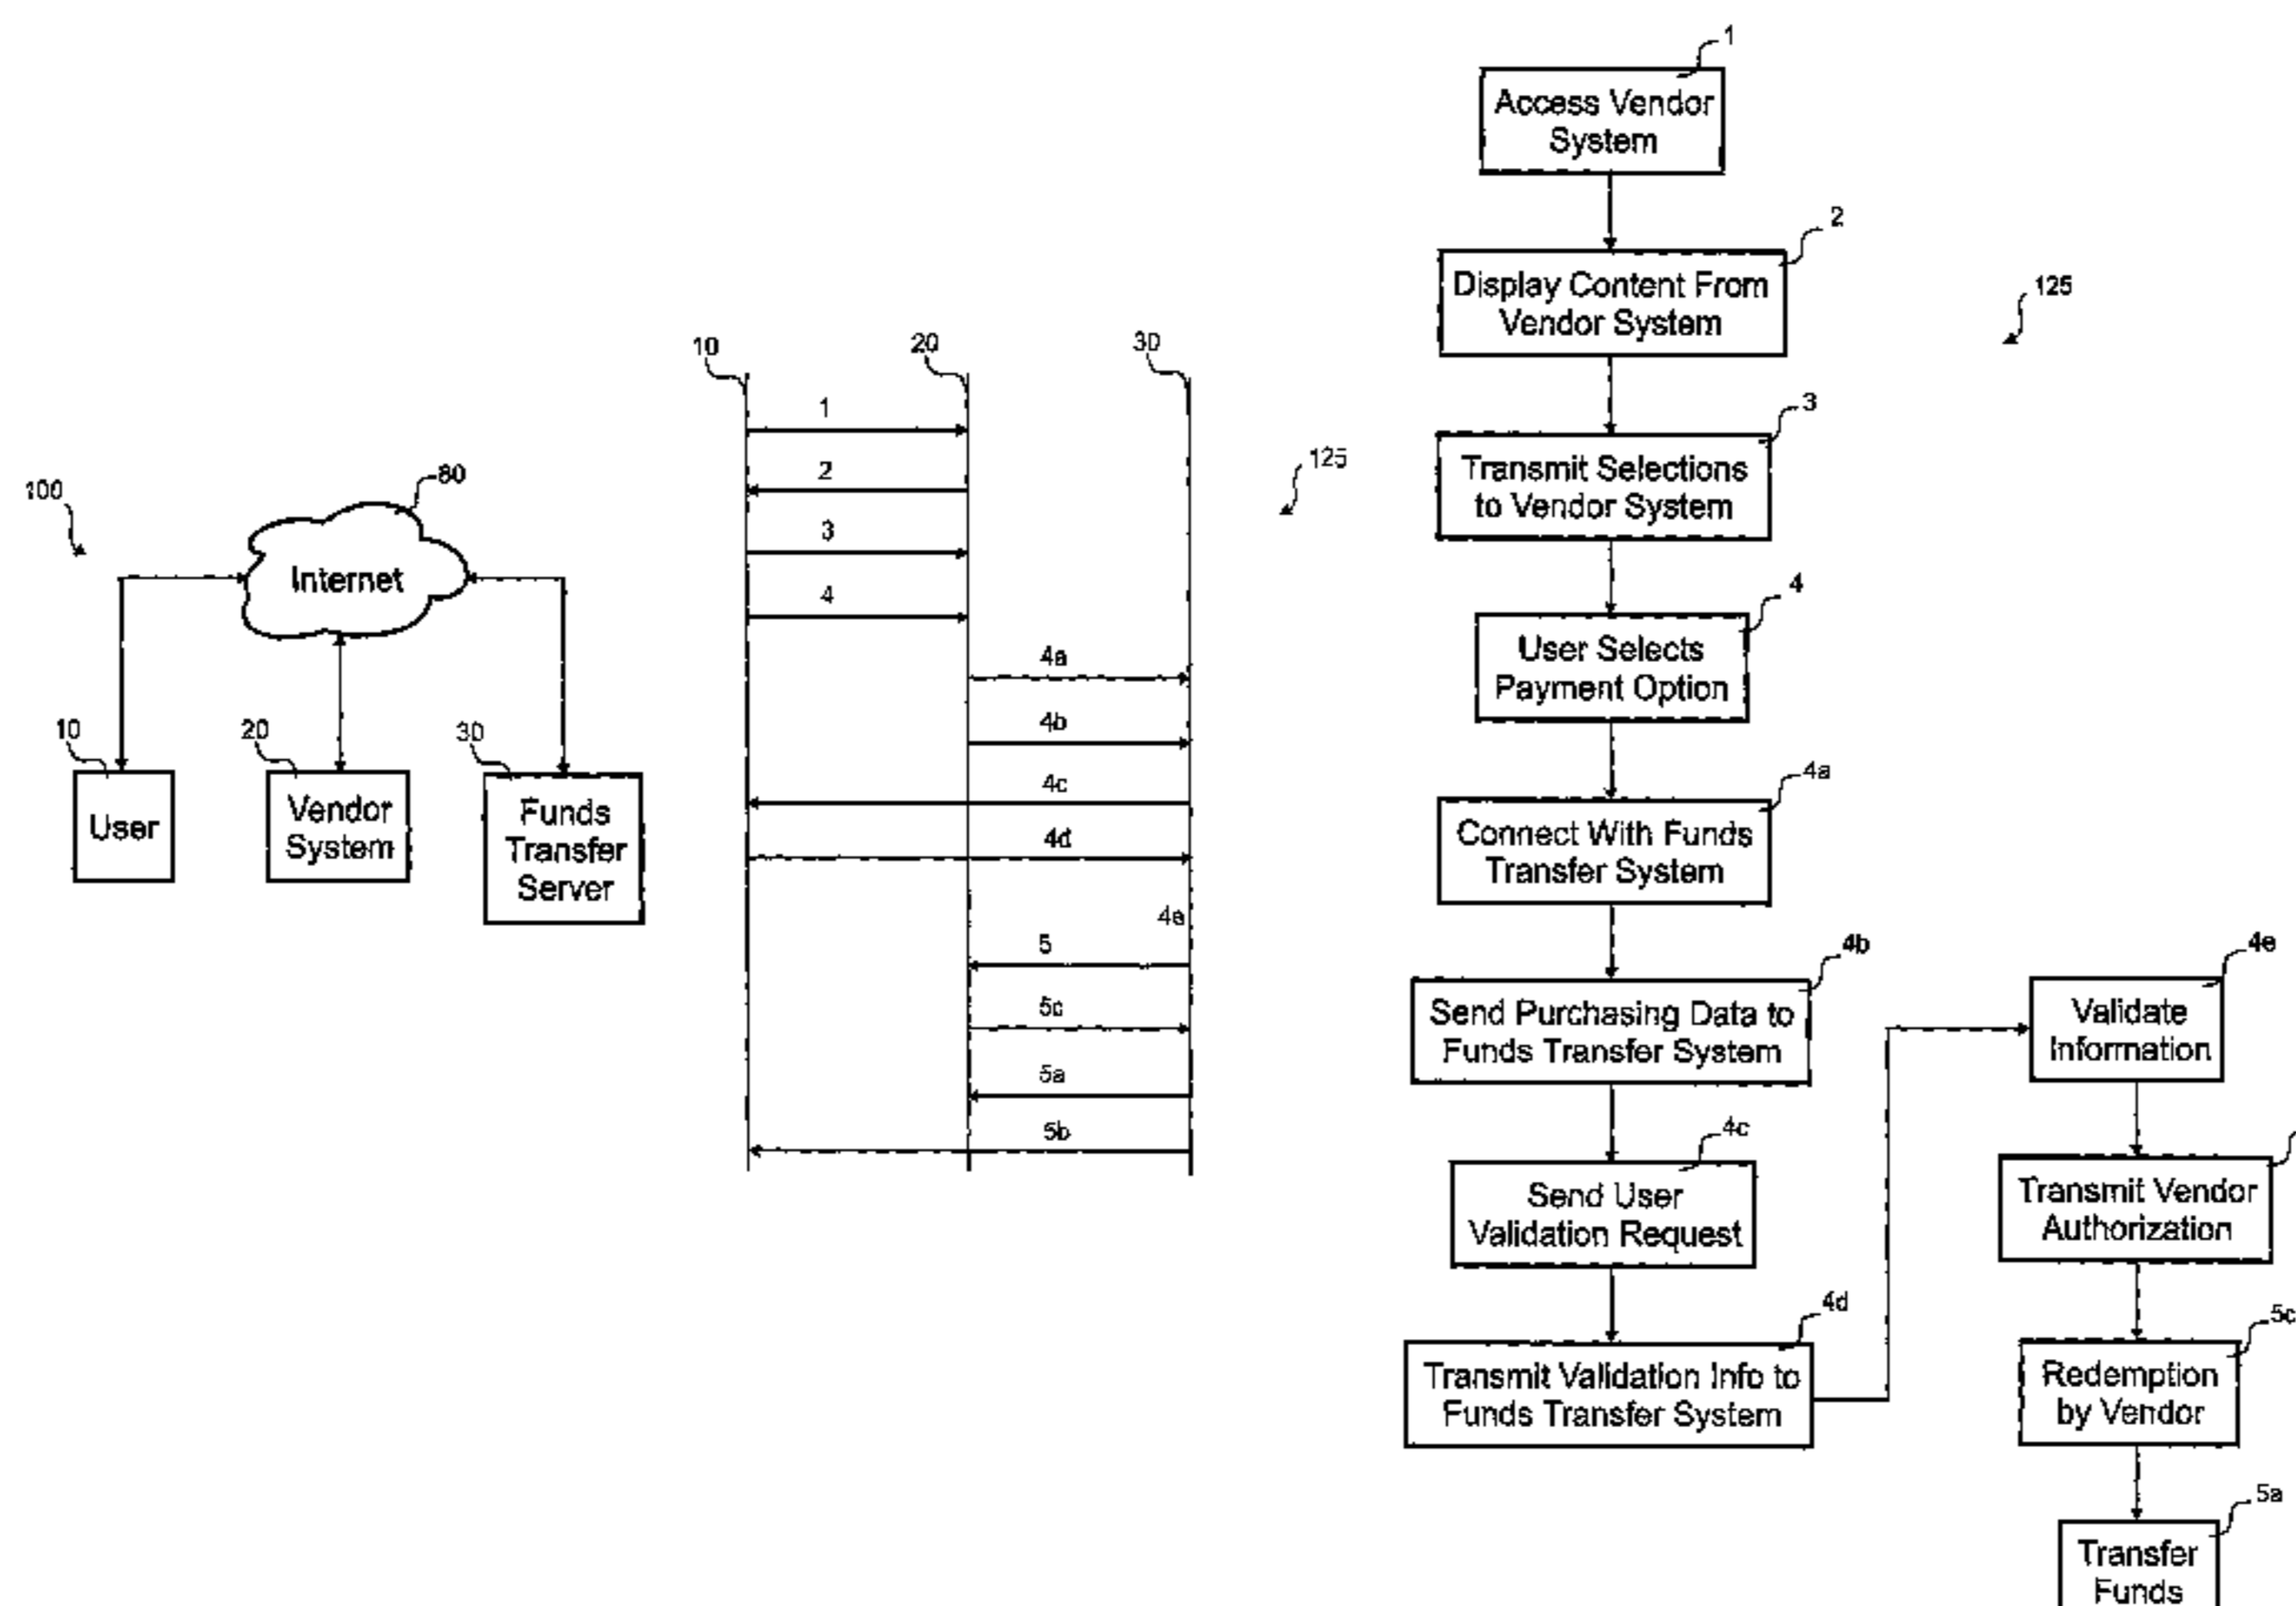 100
80
Internet
10
20
30
User
Vendor
System
Funds
Transfer
Server
10
20
30
1
2
3
4
4a
4b
4c
4d
4e
5
5c
5a
5b
125
1
Access Vendor
System
2
Display Content From
Vendor System
125
3
Transmit Selections
to Vendor System
4
User Selects
Payment Option
4a
Connect With Funds
Transfer System
4b
Send Purchasing Data to
Funds Transfer System
4c
Send User
Validation Request
4d
Transmit Validation Info to
Funds Transfer System
4e
Validate
Information
Transmit Vendor
Authorization
5c
Redemption
by Vendor
5a
Transfer
Funds